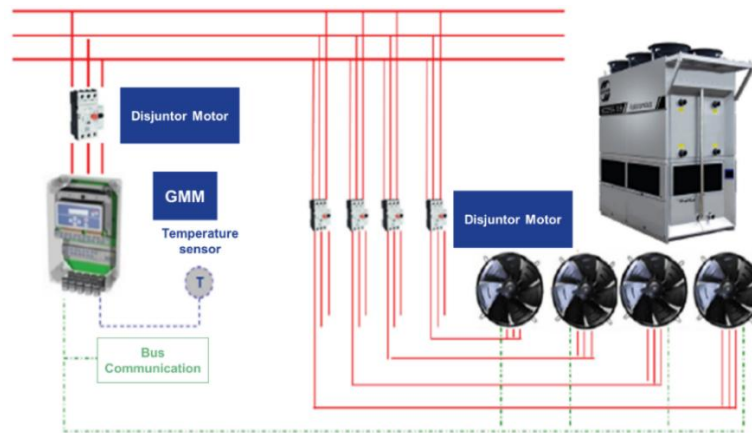 Disjuntor Motor
GMM
Temperature
sensor
T
Bus
Communication
Disjuntor Motor